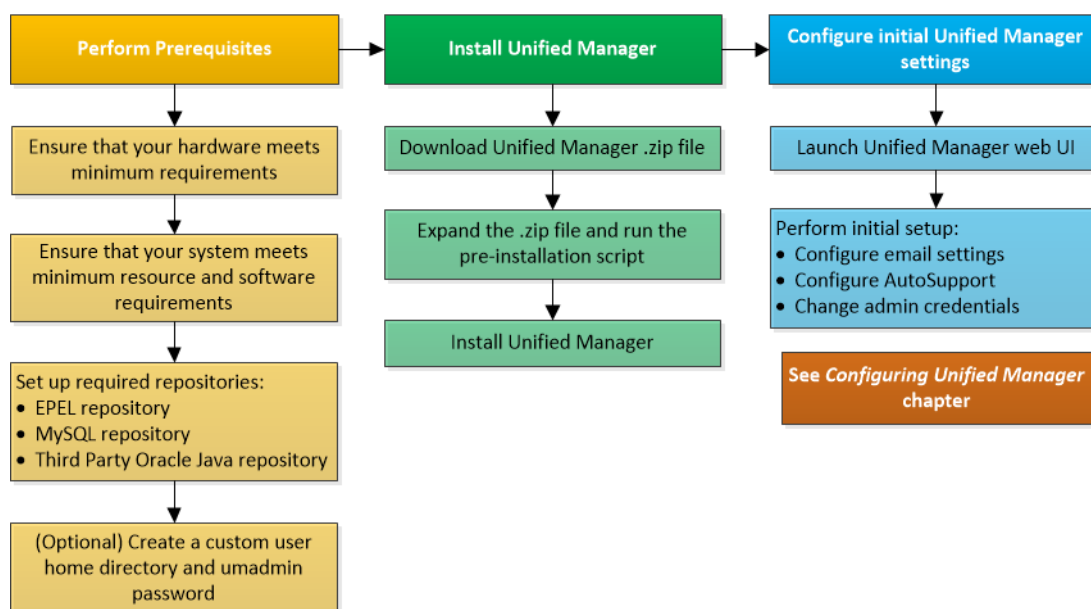 Perform Prerequisites
Ensure that your hardware meets
minimum requirements
Ensure that your system meets
minimum resource and software
requirements
Set up required repositories:
• EPEL repository
• MySQL repository
• Third Party Oracle Java repository
(Optional) Create a custom user
home directory and umadmin
password
Install Unified Manager
Download Unified Manager .zip file
Expand the .zip file and run the
pre-installation script
Install Unified Manager
Configure initial Unified Manager
settings
Launch Unified Manager web UI
Perform initial setup:
• Configure email settings
• Configure AutoSupport
• Change admin credentials
See Configuring Unified Manager
chapter